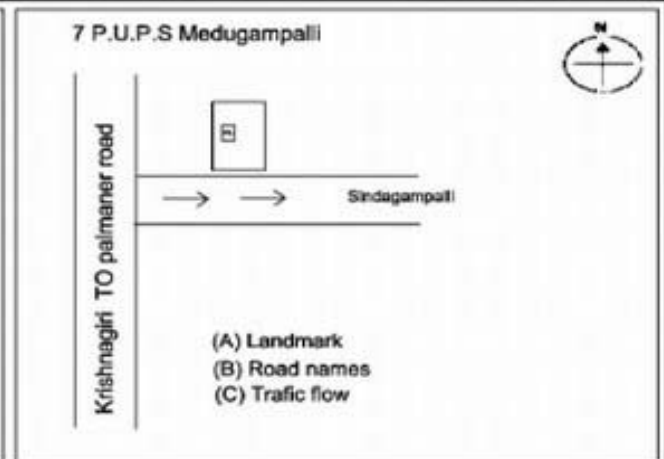 7 P.U.P.S Medugampalli
N
Krishnagiri TO palmaner road
Sindagampalli
(A) Landmark
(B) Road names
(C) Trafic flow